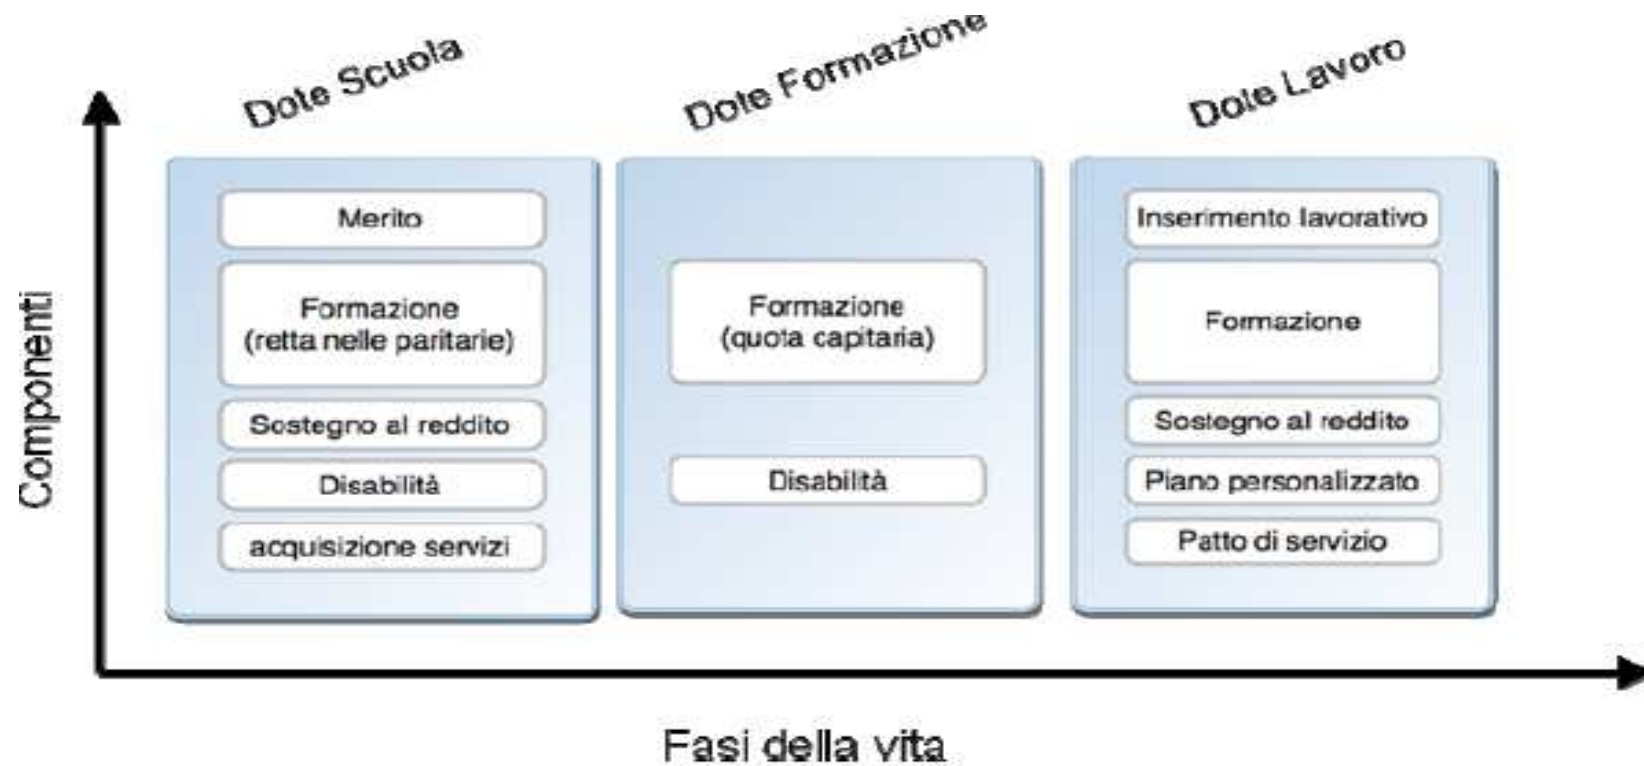 Dote Scuola
Dote Formazione
Dote Lavoro
Componenti
Merito
Formazione
(retta nelle paritarie)
Sostegno al reddito
Disabilità
acquisizione servizi
Formazione
(quota capitaria)
Disabilità
Inserimento lavorativo
Formazione
Sostegno al reddito
Piano personalizzato
Patto di servizio
Fasi della vita